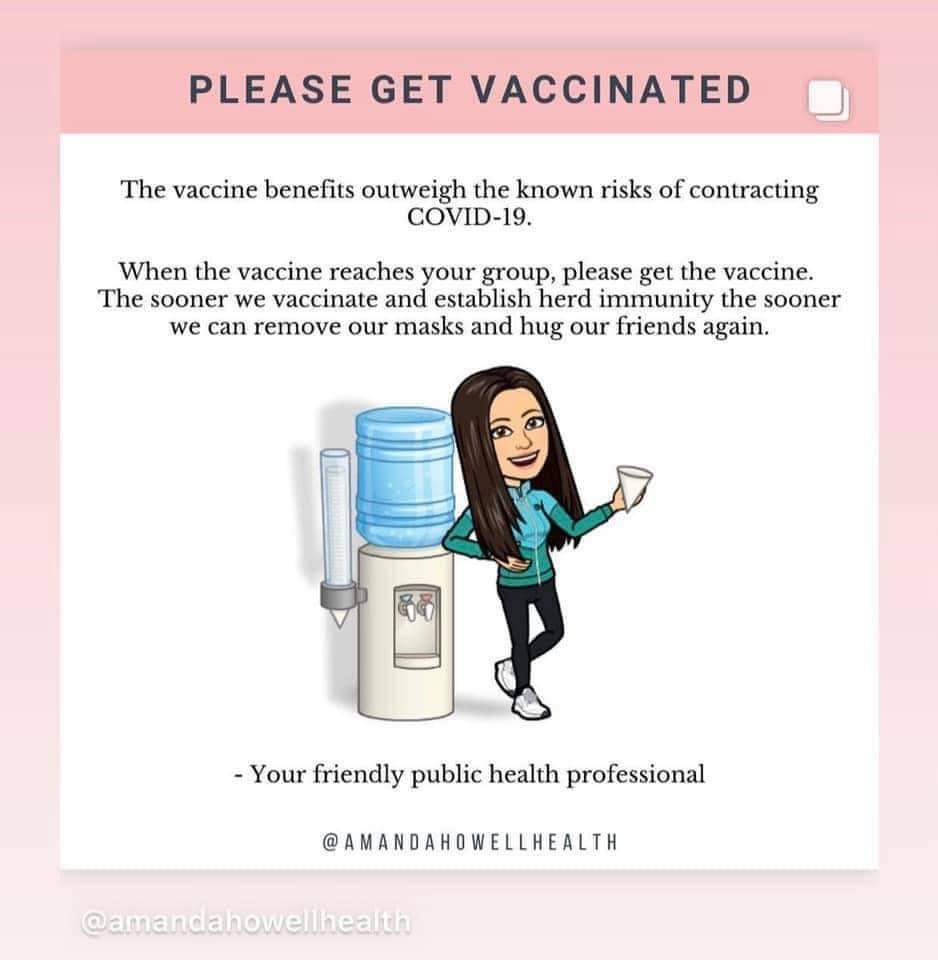 PLEASE GET VACCINATED
The vaccine benefits outweigh the known risks of contracting
COVID-19.
When the vaccine reaches your group, please get the vaccine.
The sooner we vaccinate and establish herd immunity the sooner
we can remove our masks and hug our friends again.
- Your friendly public health professional
@AMANDAHOWELLHEALTH
@amandahowellhealth